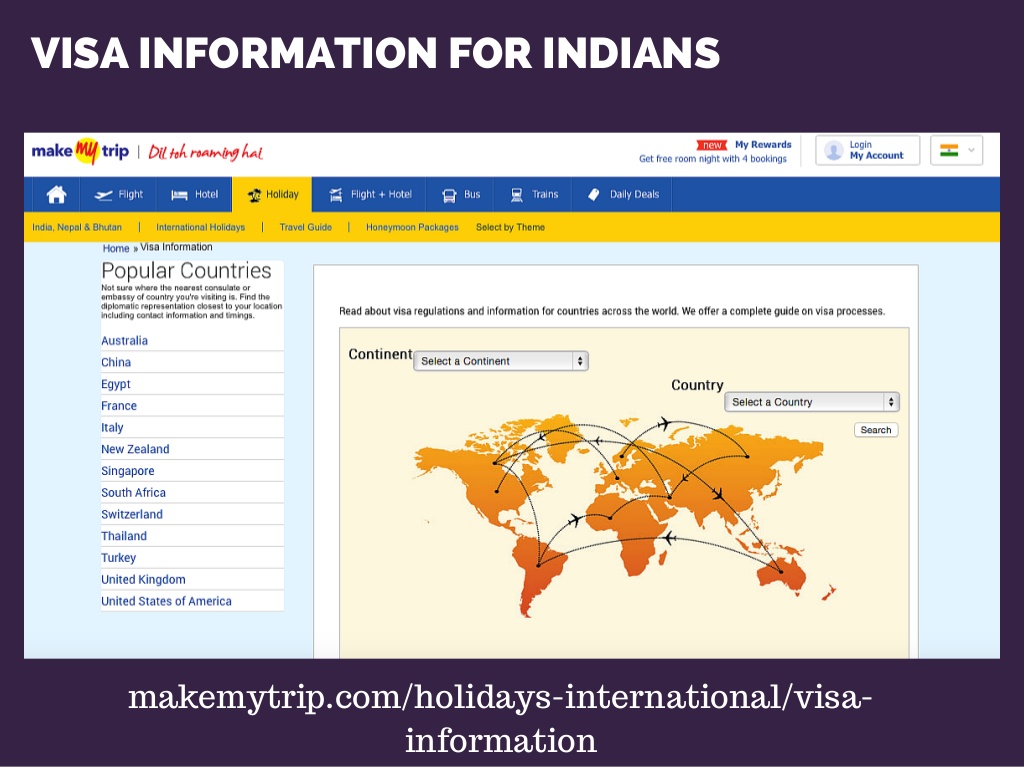 VISA INFORMATION FOR INDIANS
make my trip | Dil toh roaming hai
new My Rewards
Get free room night with 4 bookings
Login
My Account
Flight Hotel Holiday Flight + Hotel Bus Trains Daily Deals
India, Nepal & Bhutan | International Holidays | Travel Guide | Honeymoon Packages Select by Theme
Home » Visa Information
Popular Countries
Not sure where the nearest consulate or
embassy of country you're visiting is. Find the
diplomatic representation closest to your location
including contact information and timings.
Australia
China
Egypt
France
Italy
New Zealand
Singapore
South Africa
Switzerland
Thailand
Turkey
United Kingdom
United States of America
Read about visa regulations and information for countries across the world. We offer a complete guide on visa processes.
Continent Select a Continent
Country Select a Country
Search
makemytrip.com/holidays-international/visa-
information